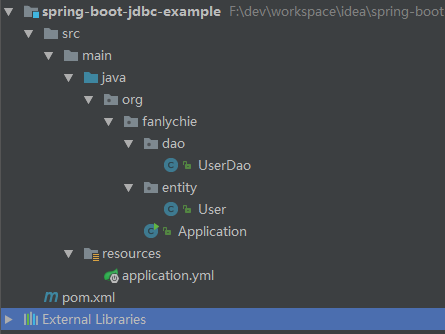 spring-boot-jdbc-example F:\dev\workspace\idea\spring-boot
src
main
java
org
fanlychie
dao
UserDao
entity
User
Application
resources
application.yml
pom.xml
External Libraries